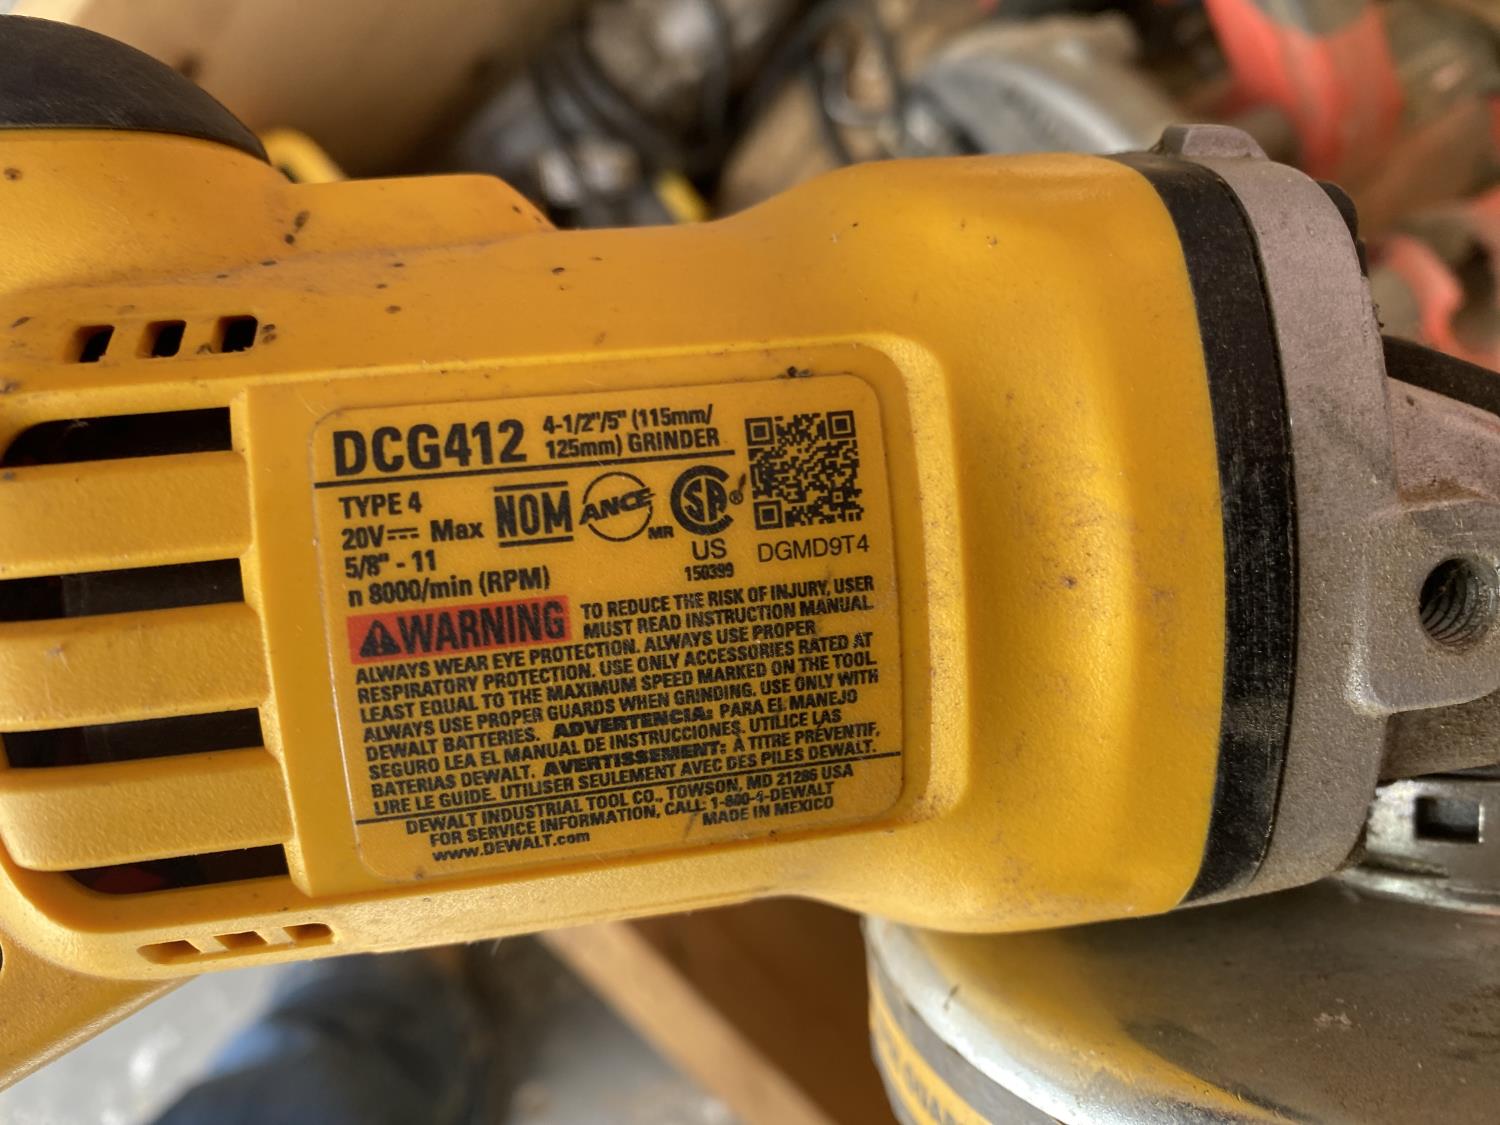 DCG412 4-1/2"/5" (115mm/
125mm) GRINDER
TYPE 4
20V Max NOM ANCE MR SA®
5/8" - 11 US DGMD9T4
n 8000/min (RPM) 150399
WARNING TO REDUCE THE RISK OF INJURY, USER
MUST READ INSTRUCTION MANUAL.
ALWAYS WEAR EYE PROTECTION. ALWAYS USE PROPER
RESPIRATORY PROTECTION. USE ONLY ACCESSORIES RATED AT
LEAST EQUAL TO THE MAXIMUM SPEED MARKED ON THE TOOL.
ALWAYS USE PROPER GUARDS WHEN GRINDING. USE ONLY WITH
DEWALT BATTERIES. ADVERTENCIA: PARA EL MANEJO
SEGURO LEA EL MANUAL DE INSTRUCCIONES. UTILICE LAS
BATERIAS DEWALT. AVERTISSEMENT: À TITRE PRÉVENTIF,
LIRE LE GUIDE. UTILISER SEULEMENT AVEC DES PILES DEWALT.
DEWALT INDUSTRIAL TOOL CO., TOWSON, MD 21286 USA
FOR SERVICE INFORMATION, CALL: 1-800-4-DEWALT
www.DEWALT.com MADE IN MEXICO